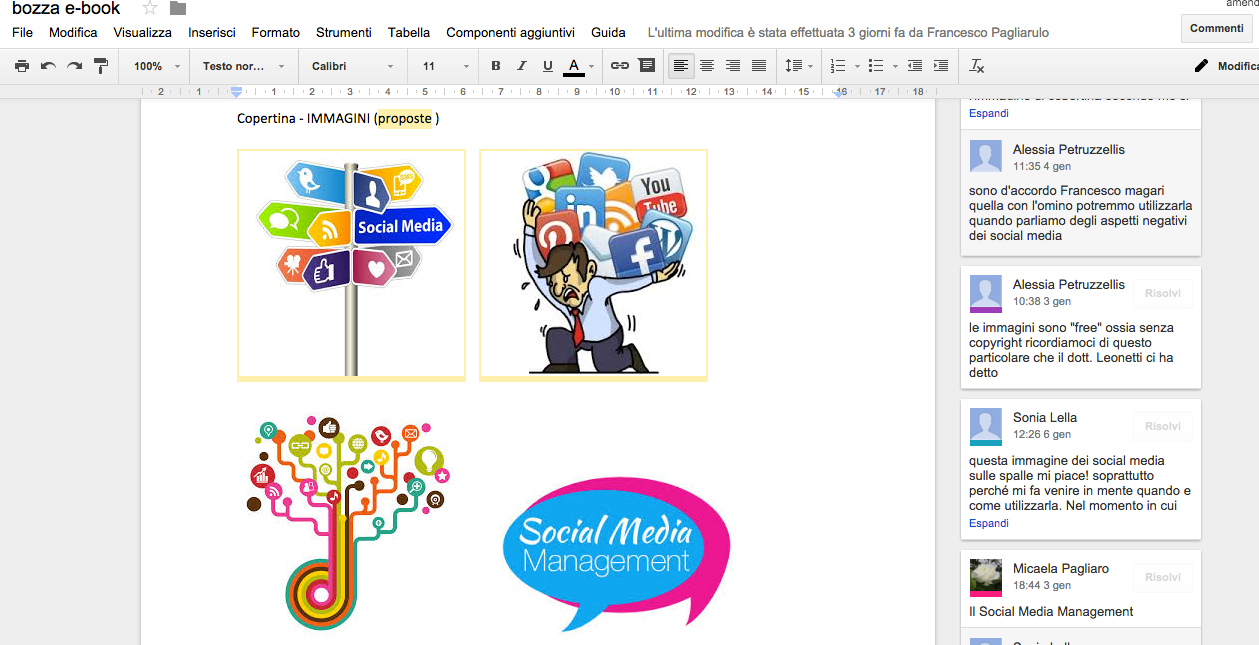 bozza e-book
amend
File Modifica Visualizza Inserisci Formato Strumenti Tabella Componenti aggiuntivi Guida L'ultima modifica è stata effettuata 3 giorni fa da Francesco Pagliarulo
Commenti
100% Testo nor... Calibri 11 B I U A Modifica
2 1 1 2 3 4 5 6 7 8 9 10 11 12 13 14 15 16 17 18
Copertina - IMMAGINI (proposte )
SMS
Social Media
You
Tube
in
f
Social Media
Management
l'immagine di copertina secondo me si
Espandi
Alessia Petruzzellis
11:35 4 gen
sono d'accordo Francesco magari
quella con l'omino potremmo utilizzarla
quando parliamo degli aspetti negativi
dei social media
Alessia Petruzzellis
Risolvi
10:38 3 gen
le immagini sono "free" ossia senza
copyright ricordiamoci di questo
particolare che il dott. Leonetti ci ha
detto
Sonia Lella
Risolvi
12:26 6 gen
questa immagine dei social media
sulle spalle mi piace! soprattutto
perché mi fa venire in mente quando e
come utilizzarla. Nel momento in cui
Espandi
Micaela Pagliaro
Risolvi
18:44 3 gen
Il Social Media Management